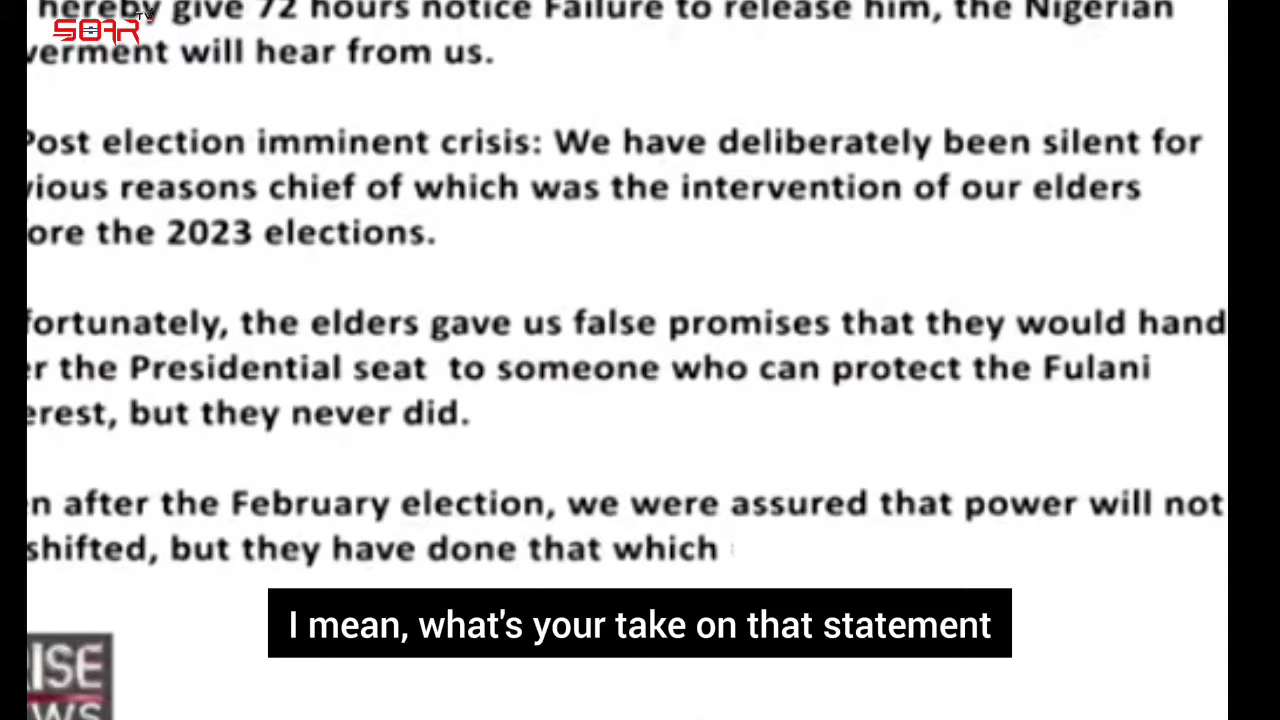 hereby give 72 hours notice Failure to release him, the Nigerian
SOAR TV
verment will hear from us.
Post election imminent crisis: We have deliberately been silent for
vious reasons chief of which was the intervention of our elders
ore the 2023 elections.
fortunately, the elders gave us false promises that they would hand
er the Presidential seat to someone who can protect the Fulani
erest, but they never did.
n after the February election, we were assured that power will not
shifted, but they have done that which
I mean, what's your take on that statement
RISE
EWS